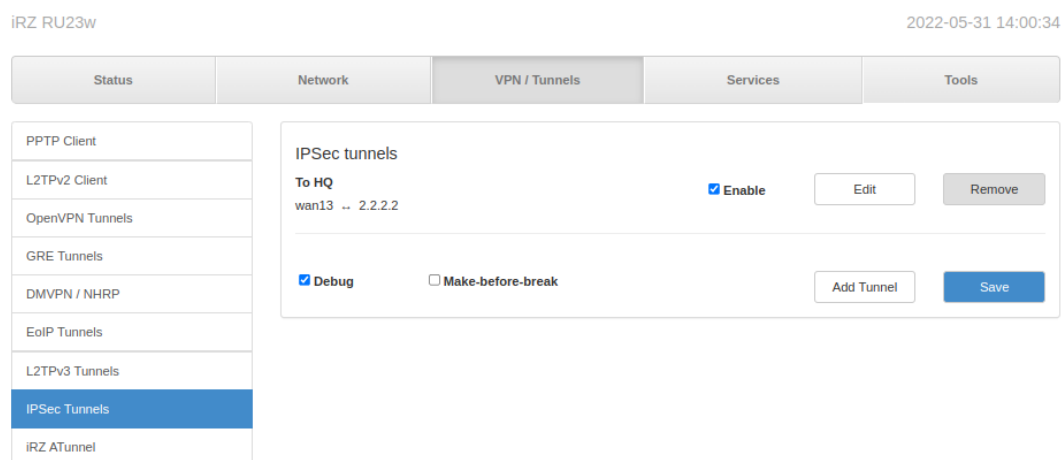 iRZ RU23w 2022-05-31 14:00:34
Status Network VPN / Tunnels Services Tools
PPTP Client
L2TPv2 Client
OpenVPN Tunnels
GRE Tunnels
DMVPN / NHRP
EoIP Tunnels
L2TPv3 Tunnels
IPSec Tunnels
iRZ ATunnel
IPSec tunnels
To HQ
wan13 ↔ 2.2.2.2
Enable Edit Remove
Debug Make-before-break Add Tunnel Save